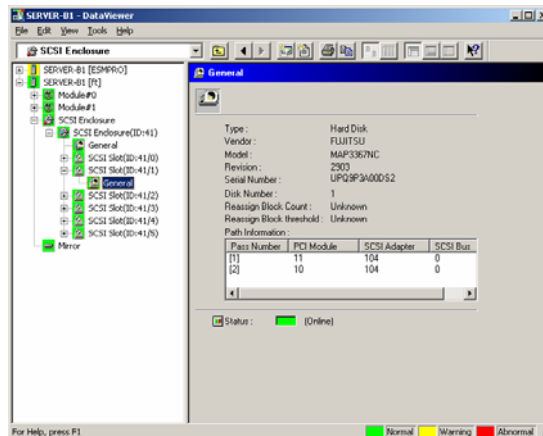 SERVER-B1 - DataViewer
File Edit View Tools Help
SCSI Enclosure
SERVER-B1 [ESMPRO]
SERVER-B1 [ft]
Module#0
Module#1
SCSI Enclosure
SCSI Enclosure(ID:41)
General
SCSI Slot(ID:41/0)
SCSI Slot(ID:41/1)
General
SCSI Slot(ID:41/2)
SCSI Slot(ID:41/3)
SCSI Slot(ID:41/4)
SCSI Slot(ID:41/5)
Mirror
General
Type : Hard Disk
Vendor : FUJITSU
Model : MAP3367NC
Revision : 2903
Serial Number : UPQ9P3A00DS2
Disk Number : 1
Reassign Block Count : Unknown
Reassign Block threshold : Unknown
Path Information :
Pass Number PCI Module SCSI Adapter SCSI Bus
[1] 11 104 0
[2] 10 104 0
Status : (Online)
For Help, press F1 Normal Warning Abnormal